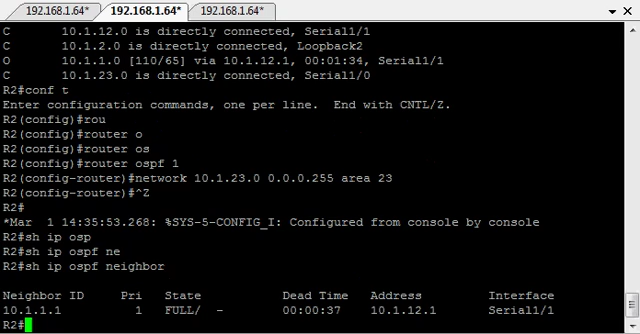 192.168.1.64* 192.168.1.64* 192.168.1.64*
C 10.1.12.0 is directly connected, Serial1/1
C 10.1.2.0 is directly connected, Loopback2
O 10.1.1.0 [110/65] via 10.1.12.1, 00:01:34, Serial1/1
C 10.1.23.0 is directly connected, Serial1/0
R2#conf t
Enter configuration commands, one per line. End with CNTL/Z.
R2(config)#rou
R2(config)#router o
R2(config)#router os
R2(config)#router ospf 1
R2(config-router)#network 10.1.23.0 0.0.0.255 area 23
R2(config-router)#^Z
R2#
*Mar 1 14:35:53.268: %SYS-5-CONFIG_I: Configured from console by console
R2#sh ip osp
R2#sh ip ospf ne
R2#sh ip ospf neighbor
Neighbor ID Pri State Dead Time Address Interface
10.1.1.1 1 FULL/ - 00:00:37 10.1.12.1 Serial1/1
R2#